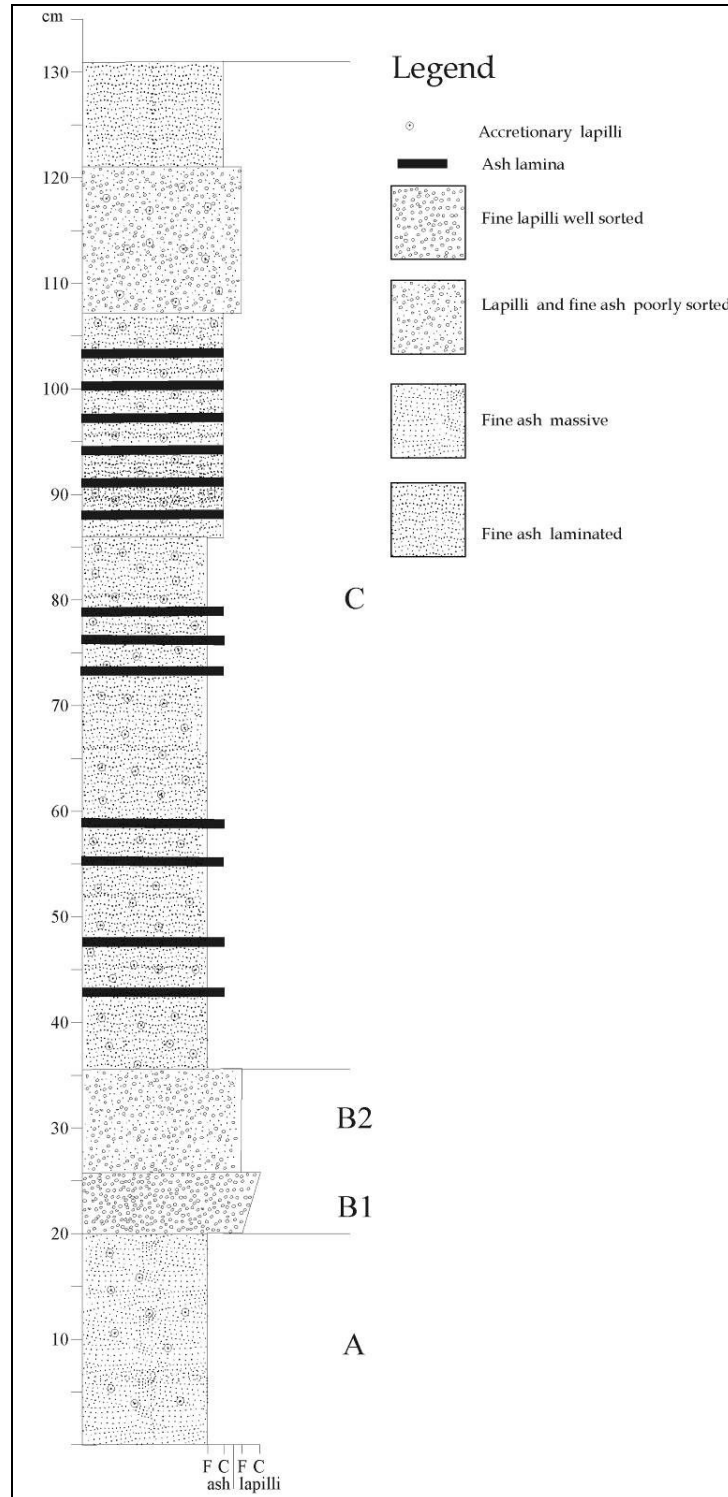 cm
130
120
110
100
90
80
70
60
50
40
30
20
10
C
B2
B1
A
F C F C
ash lapilli
Legend
Accretionary lapilli
Ash lamina
Fine lapilli well sorted
Lapilli and fine ash poorly sorted
Fine ash massive
Fine ash laminated